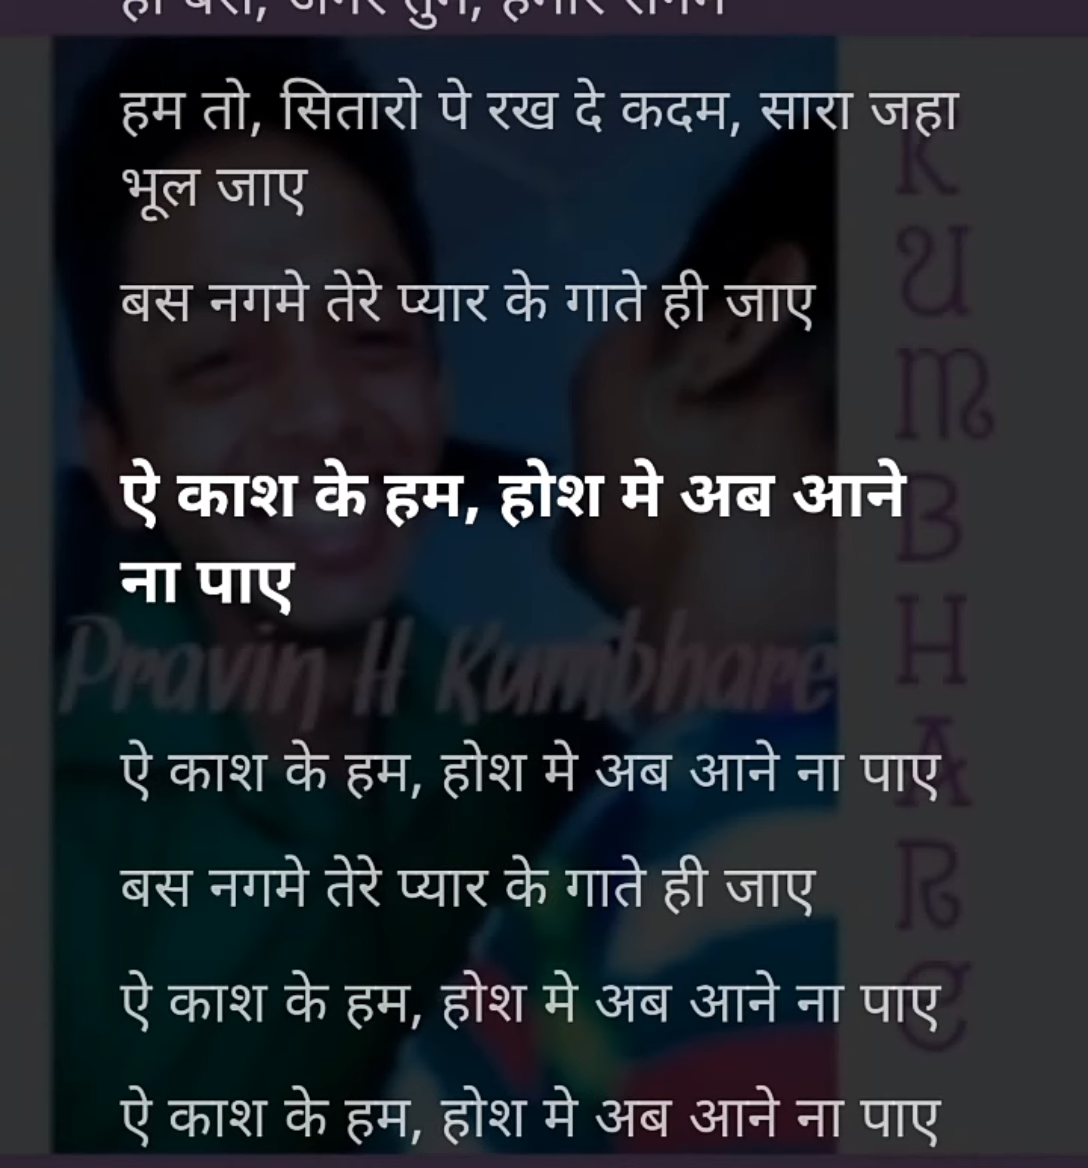 हम तो, सितारो पे रख दे कदम, सारा जहा
भूल जाए
बस नगमे तेरे प्यार के गाते ही जाए
ऐ काश के हम, होश मे अब आने
ना पाए
Pravin H Kumbhare
ऐ काश के हम, होश मे अब आने ना पाए
बस नगमे तेरे प्यार के गाते ही जाए
ऐ काश के हम, होश मे अब आने ना पाए
ऐ काश के हम, होश मे अब आने ना पाए
KUMBHARE